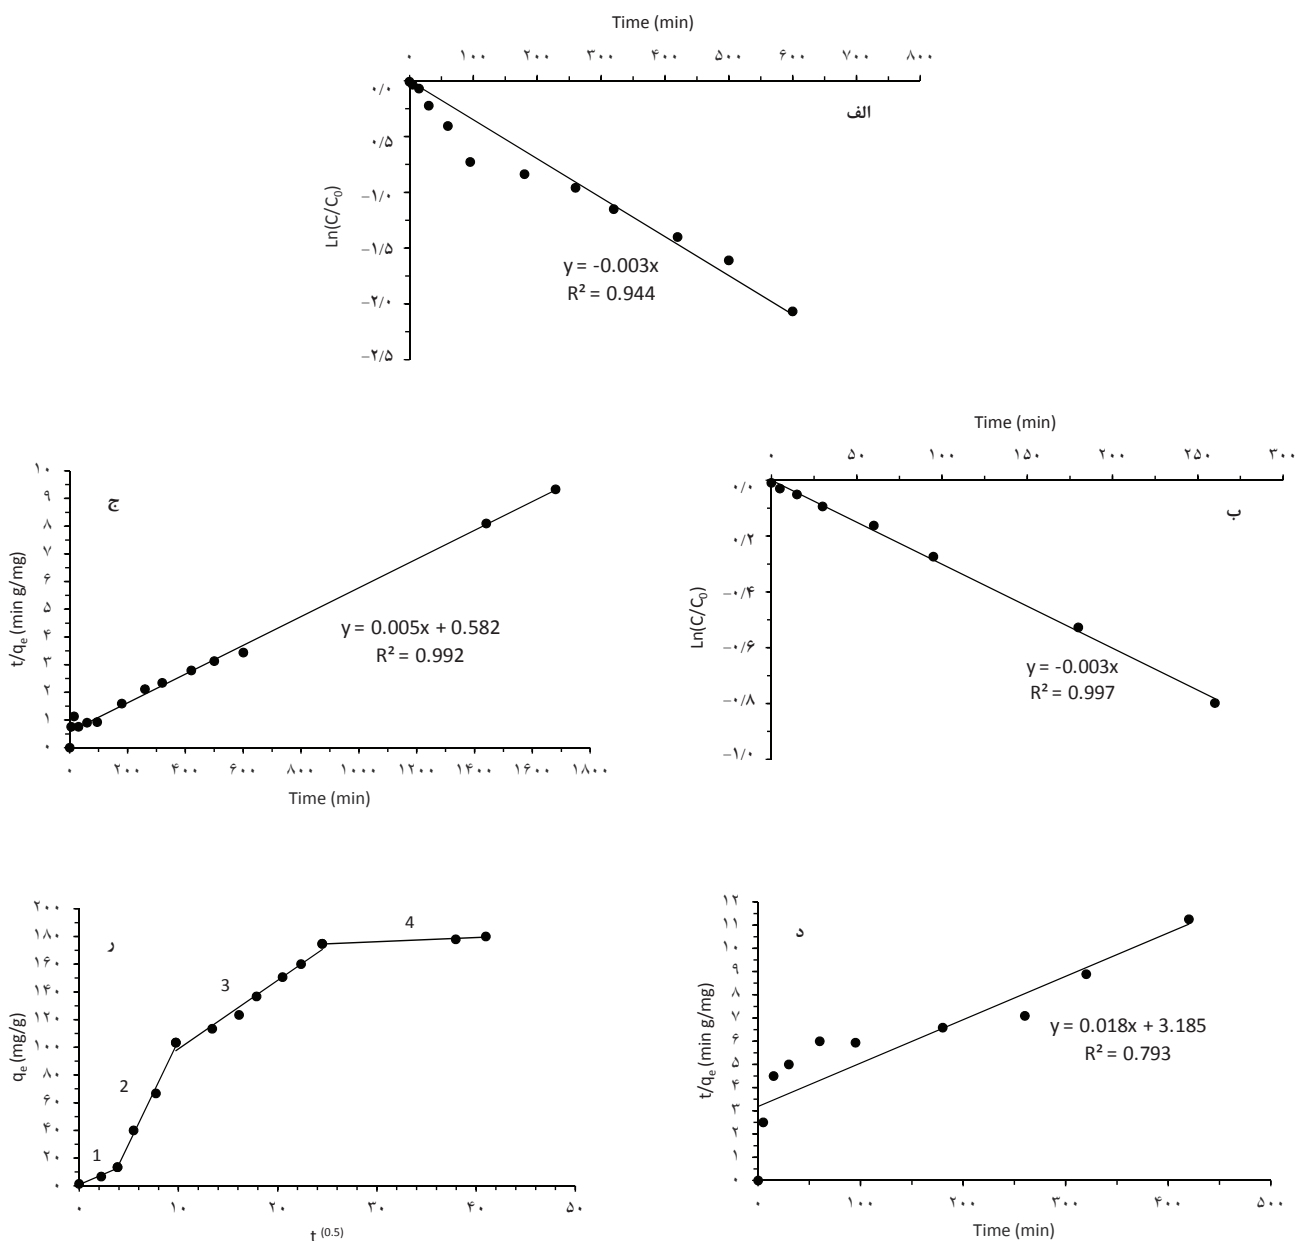 Time (min)
۰ ۱۰۰ ۲۰۰ ۳۰۰ ۴۰۰ ۵۰۰ ۶۰۰ ۷۰۰ ۸۰۰
۰/۰
۰/۵
−۱/۰
−۱/۵
−۲/۰
−۲/۵
Ln(C/C₀)
الف
y = -0.003x
R² = 0.944
Time (min)
۰ ۵۰ ۱۰۰ ۱۵۰ ۲۰۰ ۲۵۰ ۳۰۰
۰/۰
۰/۲
−۰/۴
−۰/۶
−۰/۸
−۱/۰
Ln(C/C₀)
ب
y = -0.003x
R² = 0.997
۱۰
۹
۸
۷
۶
۵
۴
۳
۲
۱
۰
t/qₑ (min g/mg)
ج
y = 0.005x + 0.582
R² = 0.992
۰ ۲۰۰ ۴۰۰ ۶۰۰ ۸۰۰ ۱۰۰۰ ۱۲۰۰ ۱۴۰۰ ۱۶۰۰ ۱۸۰۰
Time (min)
۱۲
۱۱
۱۰
۹
۸
۷
۶
۵
۴
۳
۲
۱
۰
t/qₑ (min g/mg)
د
y = 0.018x + 3.185
R² = 0.793
۰ ۱۰۰ ۲۰۰ ۳۰۰ ۴۰۰ ۵۰۰
Time (min)
۲۰۰
۱۸۰
۱۶۰
۱۴۰
۱۲۰
۱۰۰
۸۰
۶۰
۴۰
۲۰
۰
qₑ (mg/g)
ر
1
2
3
4
۰ ۱۰ ۲۰ ۳۰ ۴۰ ۵۰
t ⁽⁰·⁵⁾